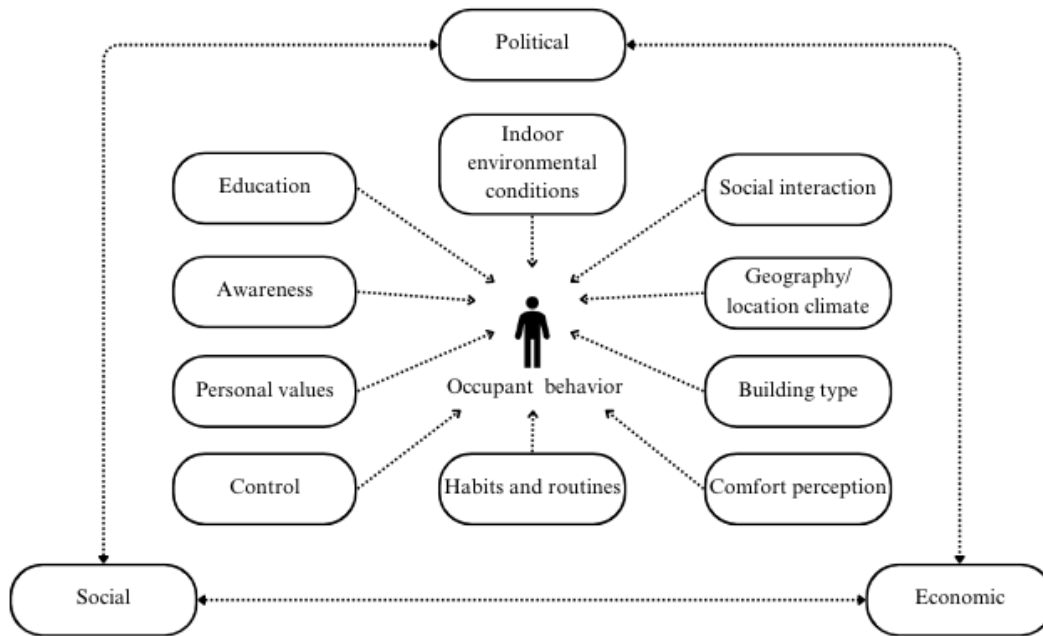 Political
Indoor
environmental
conditions
Education
Social interaction
Awareness
Geography/
location climate
Personal values
Occupant behavior
Building type
Control
Habits and routines
Comfort perception
Social
Economic